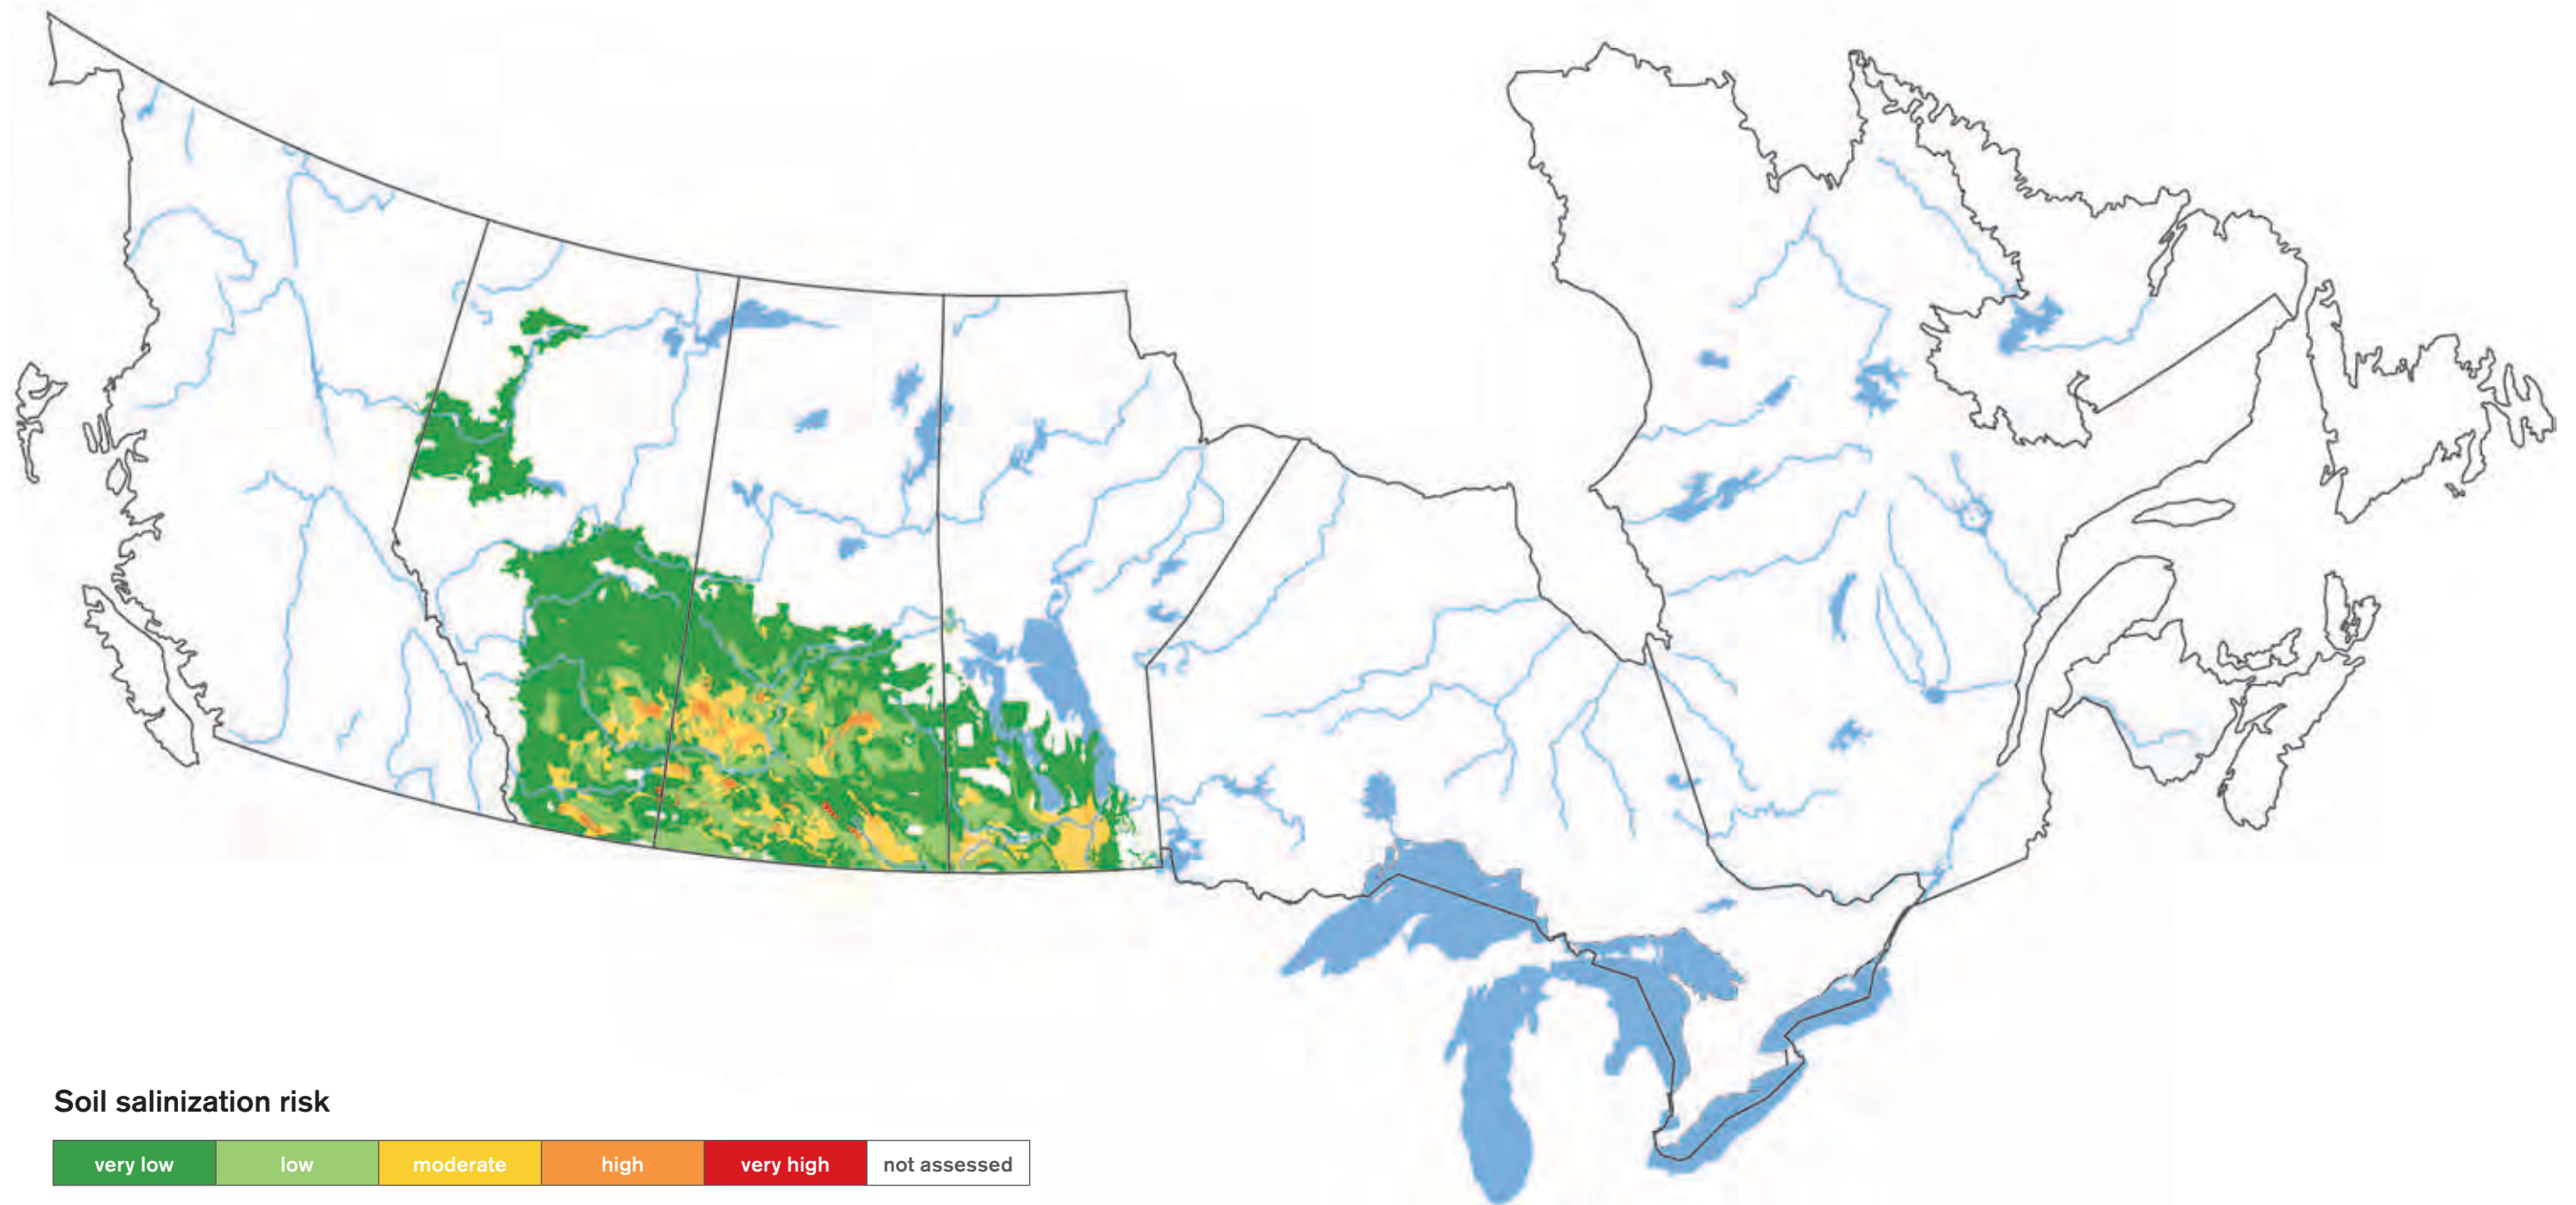 Soil salinization risk
very low low moderate high very high not assessed